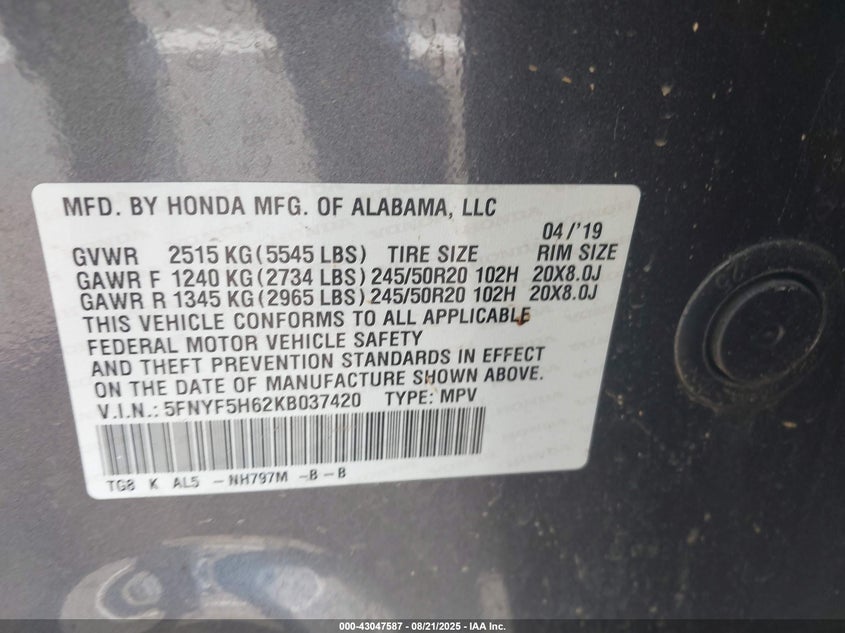 MFD. BY HONDA MFG. OF ALABAMA, LLC
04/'19
GVWR 2515 KG(5545 LBS) TIRE SIZE RIM SIZE
GAWR F 1240 KG(2734 LBS) 245/50R20 102H 20X8.0J
GAWR R 1345 KG(2965 LBS) 245/50R20 102H 20X8.0J
THIS VEHICLE CONFORMS TO ALL APPLICABLE
FEDERAL MOTOR VEHICLE SAFETY
AND THEFT PREVENTION STANDARDS IN EFFECT
ON THE DATE OF MANUFACTURE SHOWN ABOVE.
V.I.N.: 5FNYF5H62KB037420 TYPE: MPV
TG8 K AL5 -NH797M -B-B
000-43047587 - 08/21/2025 - IAA Inc.